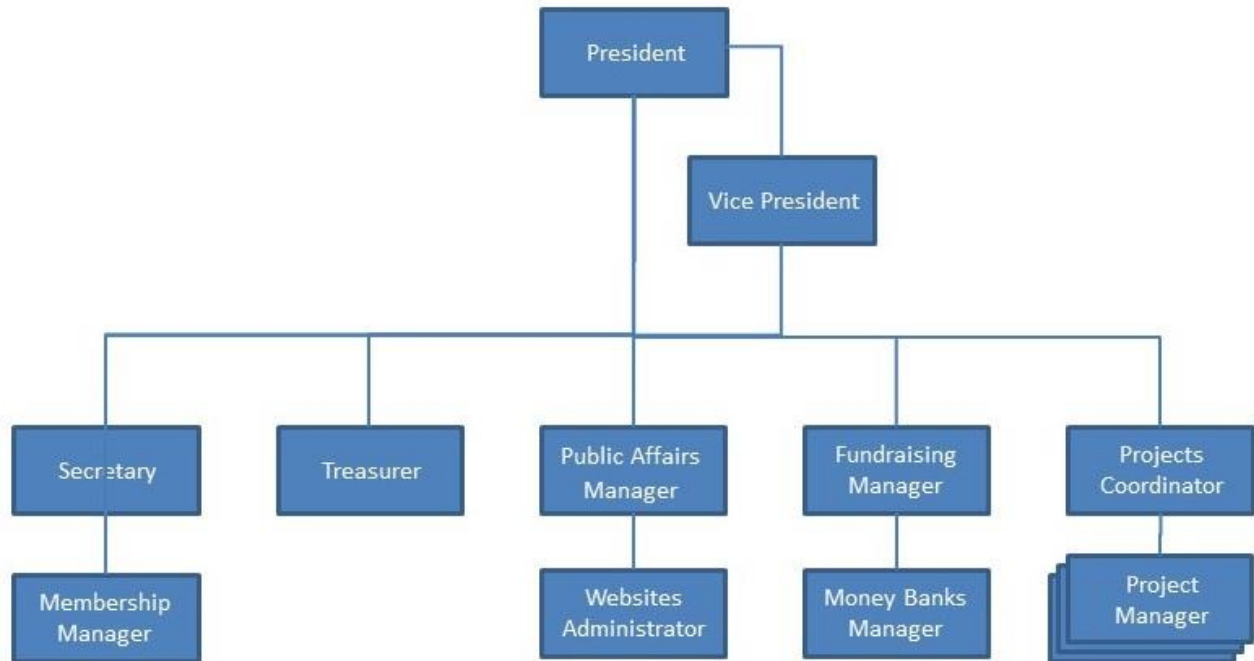 President
Vice President
Secretary
Treasurer
Public Affairs
Manager
Fundraising
Manager
Projects
Coordinator
Membership
Manager
Websites
Administrator
Money Banks
Manager
Project
Manager